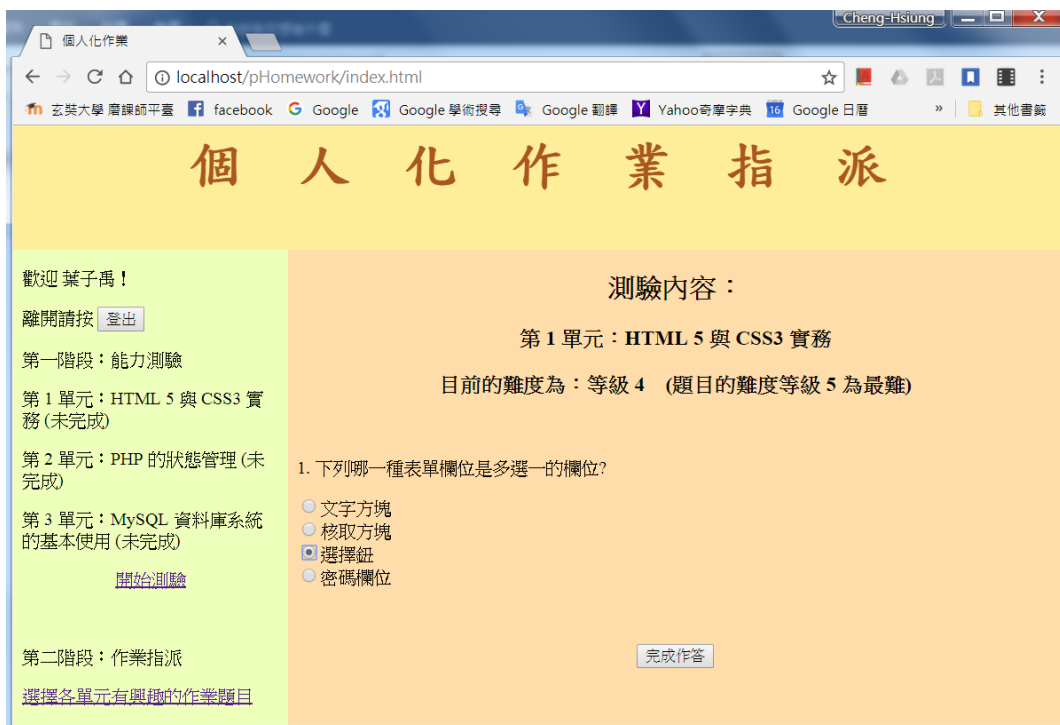 Cheng-Hsiung
個人化作業
localhost/pHomework/index.html
玄奘大學 磨課師平臺 facebook Google Google 學術搜尋 Google 翻譯 Yahoo奇摩字典 16 Google 日曆 » 其他書籤
個人化作業指派
歡迎 葉子禹！
離開請按 登出
第一階段：能力測驗
第 1 單元：HTML 5 與 CSS3 實
務 (未完成)
第 2 單元：PHP 的狀態管理 (未
完成)
第 3 單元：MySQL 資料庫系統
的基本使用 (未完成)
開始測驗
第二階段：作業指派
選擇各單元有興趣的作業題目
測驗內容：
第 1 單元：HTML 5 與 CSS3 實務
目前的難度為：等級 4 (題目的難度等級 5 為最難)
1. 下列哪一種表單欄位是多選一的欄位?
文字方塊
核取方塊
選擇鈕
密碼欄位
完成作答